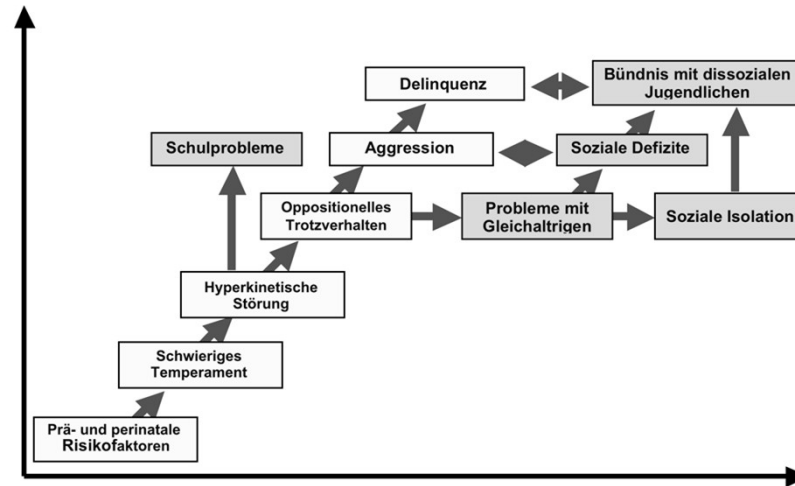 Delinquenz
Bündnis mit dissozialen
Jugendlichen
Schulprobleme
Aggression
Soziale Defizite
Oppositionelles
Trotzverhalten
Probleme mit
Gleichaltrigen
Soziale Isolation
Hyperkinetische
Störung
Schwieriges
Temperament
Prä- und perinatale
Risikofaktoren